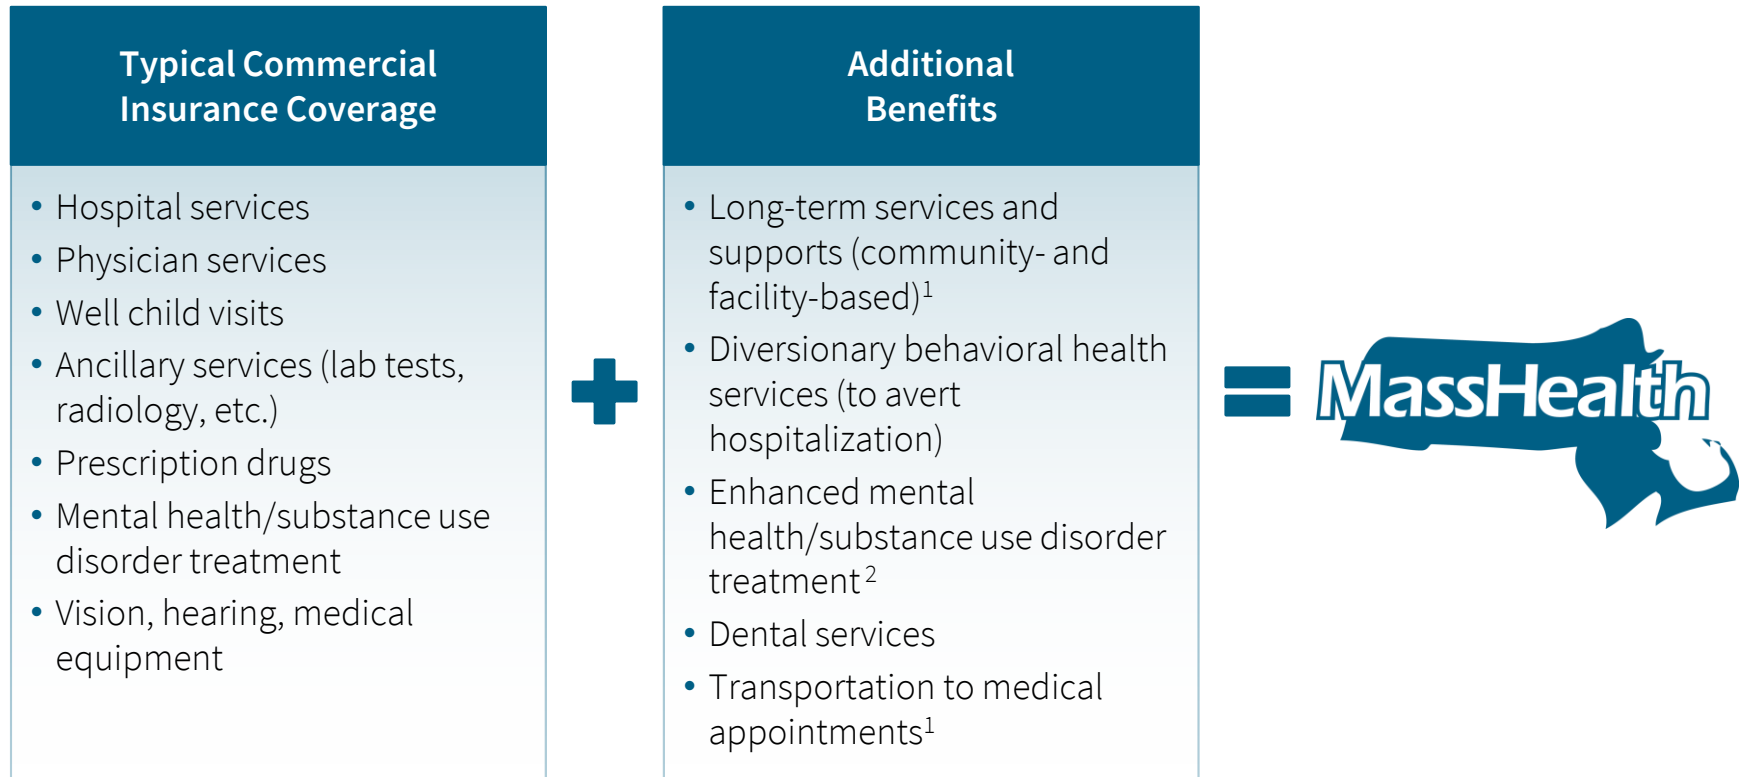 Typical Commercial
Insurance Coverage
• Hospital services
• Physician services
• Well child visits
• Ancillary services (lab tests,
radiology, etc.)
• Prescription drugs
• Mental health/substance use
disorder treatment
• Vision, hearing, medical
equipment
Additional
Benefits
• Long-term services and
supports (community- and
facility-based)¹
• Diversionary behavioral health
services (to avert
hospitalization)
• Enhanced mental
health/substance use disorder
treatment ²
• Dental services
• Transportation to medical
appointments¹
MassHealth